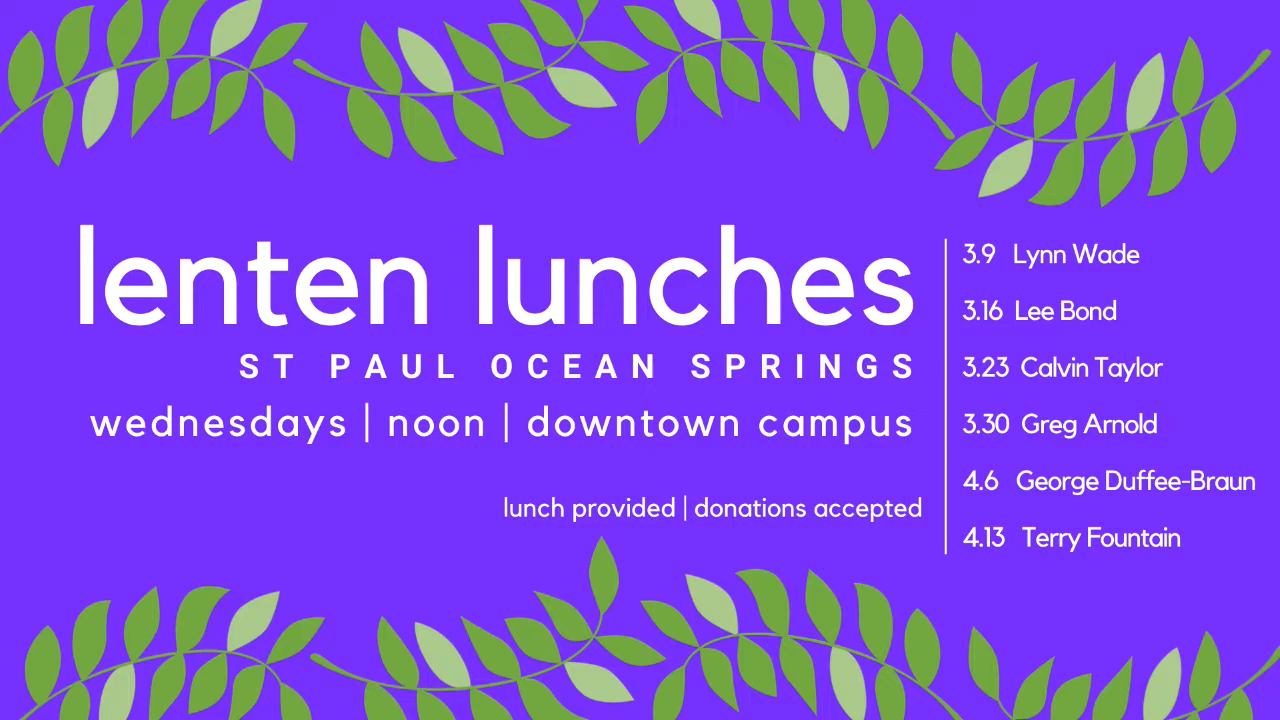 lenten lunches
ST PAUL OCEAN SPRINGS
wednesdays | noon | downtown campus
lunch provided | donations accepted
3.9 Lynn Wade
3.16 Lee Bond
3.23 Calvin Taylor
3.30 Greg Arnold
4.6 George Duffee-Braun
4.13 Terry Fountain